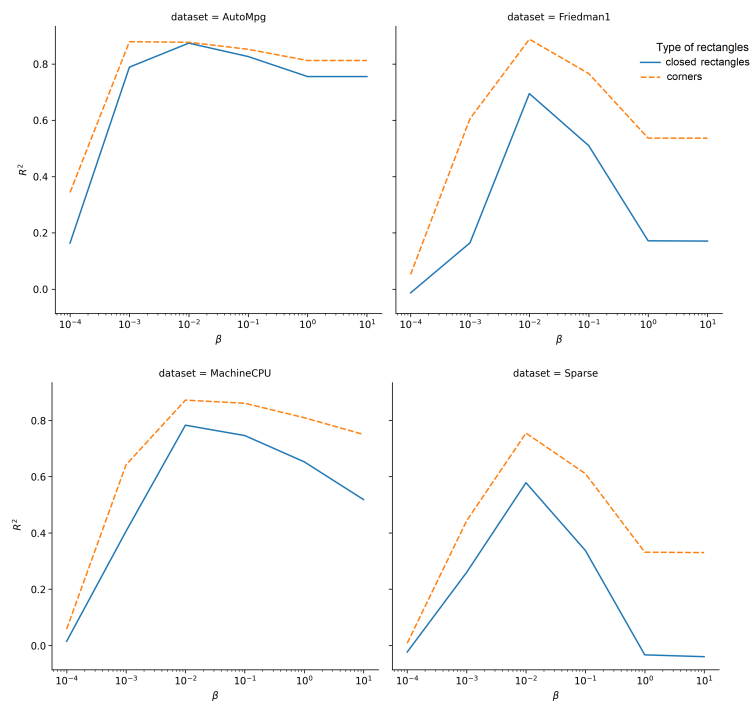 dataset = AutoMpg
dataset = Friedman1
Type of rectangles
closed rectangles
corners
0.8
0.6
0.4
0.2
0.0
R²
10⁻⁴ 10⁻³ 10⁻² 10⁻¹ 10⁰ 10¹
β
10⁻⁴ 10⁻³ 10⁻² 10⁻¹ 10⁰ 10¹
β
dataset = MachineCPU
dataset = Sparse
0.8
0.6
0.4
0.2
0.0
R²
10⁻⁴ 10⁻³ 10⁻² 10⁻¹ 10⁰ 10¹
β
10⁻⁴ 10⁻³ 10⁻² 10⁻¹ 10⁰ 10¹
β